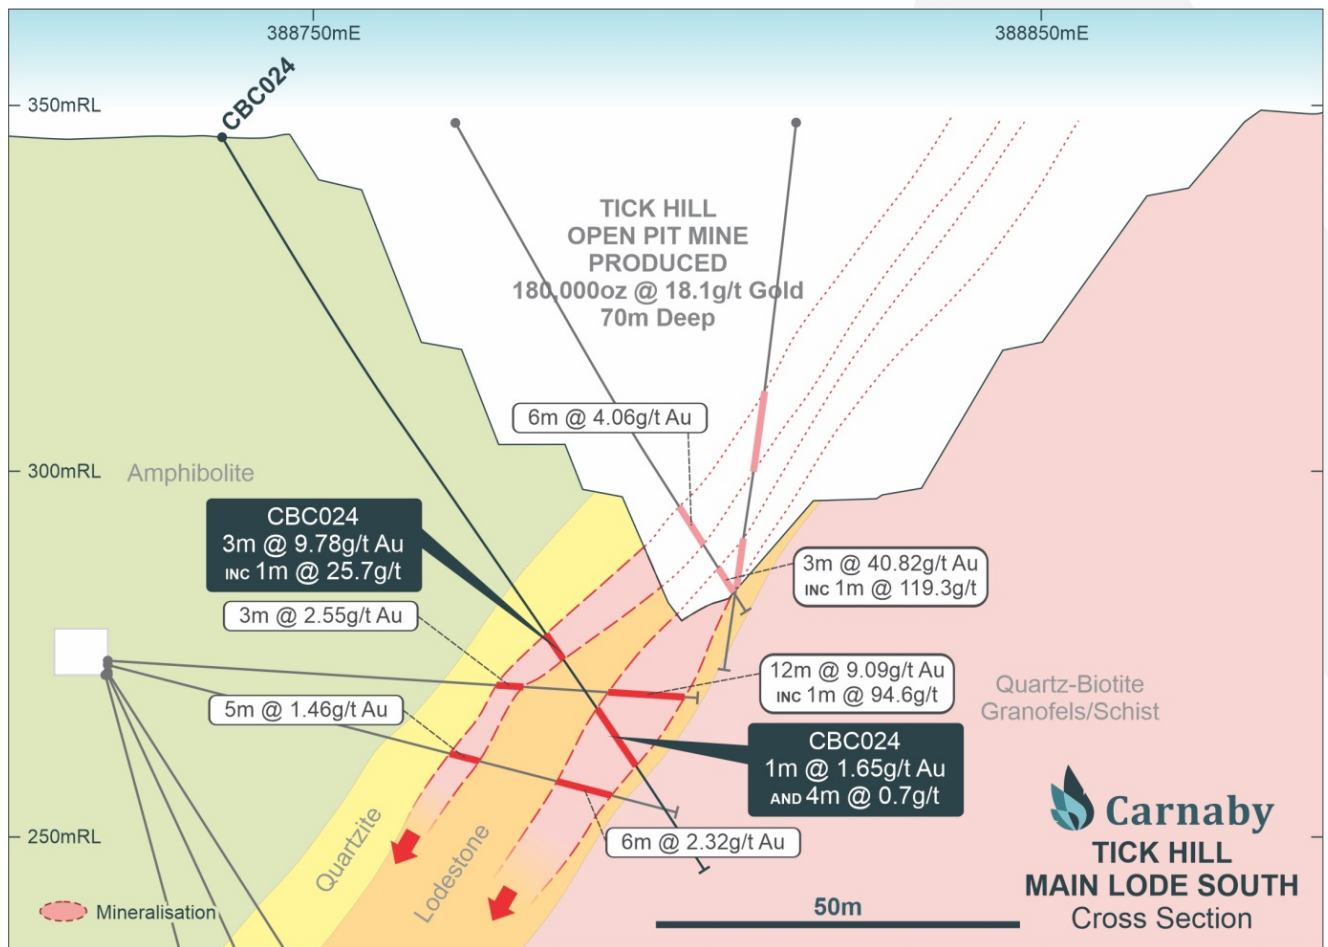 388750mE
388850mE
350mRL
CBC024
TICK HILL
OPEN PIT MINE
PRODUCED
180,000oz @ 18.1g/t Gold
70m Deep
6m @ 4.06g/t Au
300mRL
Amphibolite
CBC024
3m @ 9.78g/t Au
INC 1m @ 25.7g/t
3m @ 40.82g/t Au
INC 1m @ 119.3g/t
3m @ 2.55g/t Au
12m @ 9.09g/t Au
INC 1m @ 94.6g/t
Quartz-Biotite
Granofels/Schist
5m @ 1.46g/t Au
CBC024
1m @ 1.65g/t Au
AND 4m @ 0.7g/t
250mRL
Quartzite
Lodestone
6m @ 2.32g/t Au
Carnaby
TICK HILL
MAIN LODE SOUTH
Cross Section
Mineralisation
50m